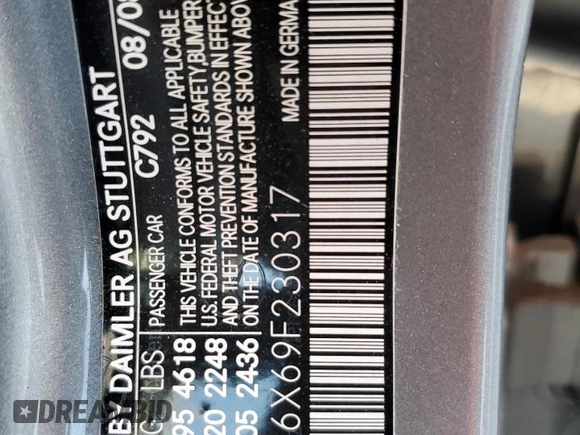 DAIMLER AG STUTTGART
C792 08/0
LBS PASSENGER CAR
95 4618
20 2248
05 2436
THIS VEHICLE CONFORMS TO ALL APPLICABLE
U.S. FEDERAL MOTOR VEHICLE SAFETY, BUMPER
AND THEFT PREVENTION STANDARDS IN EFFECT
ON THE DATE OF MANUFACTURE SHOWN ABOVE
6X69F230317
MADE IN GERMA
DREAMBID